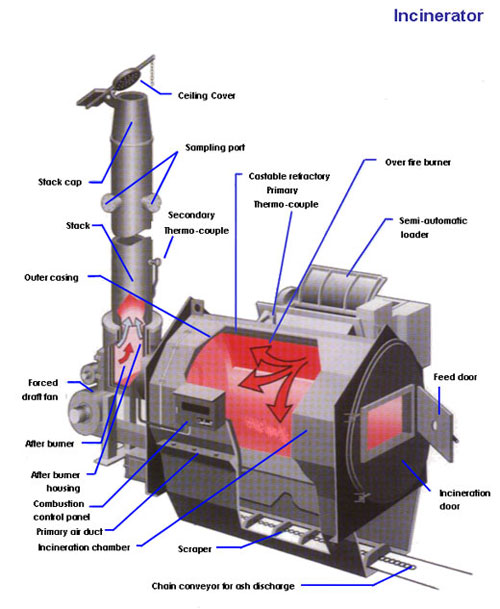 Incinerator
Ceiling Cover
Sampling port
Stack cap
Castable refractory
Primary
Thermo-couple
Over fire burner
Secondary
Thermo-couple
Stack
Semi-automatic
loader
Outer casing
Forced
draft fan
Feed door
After burner
After burner
housing
Combustion
control panel
Primary air duct
Incineration chamber
Incineration
door
Scraper
Chain conveyor for ash discharge